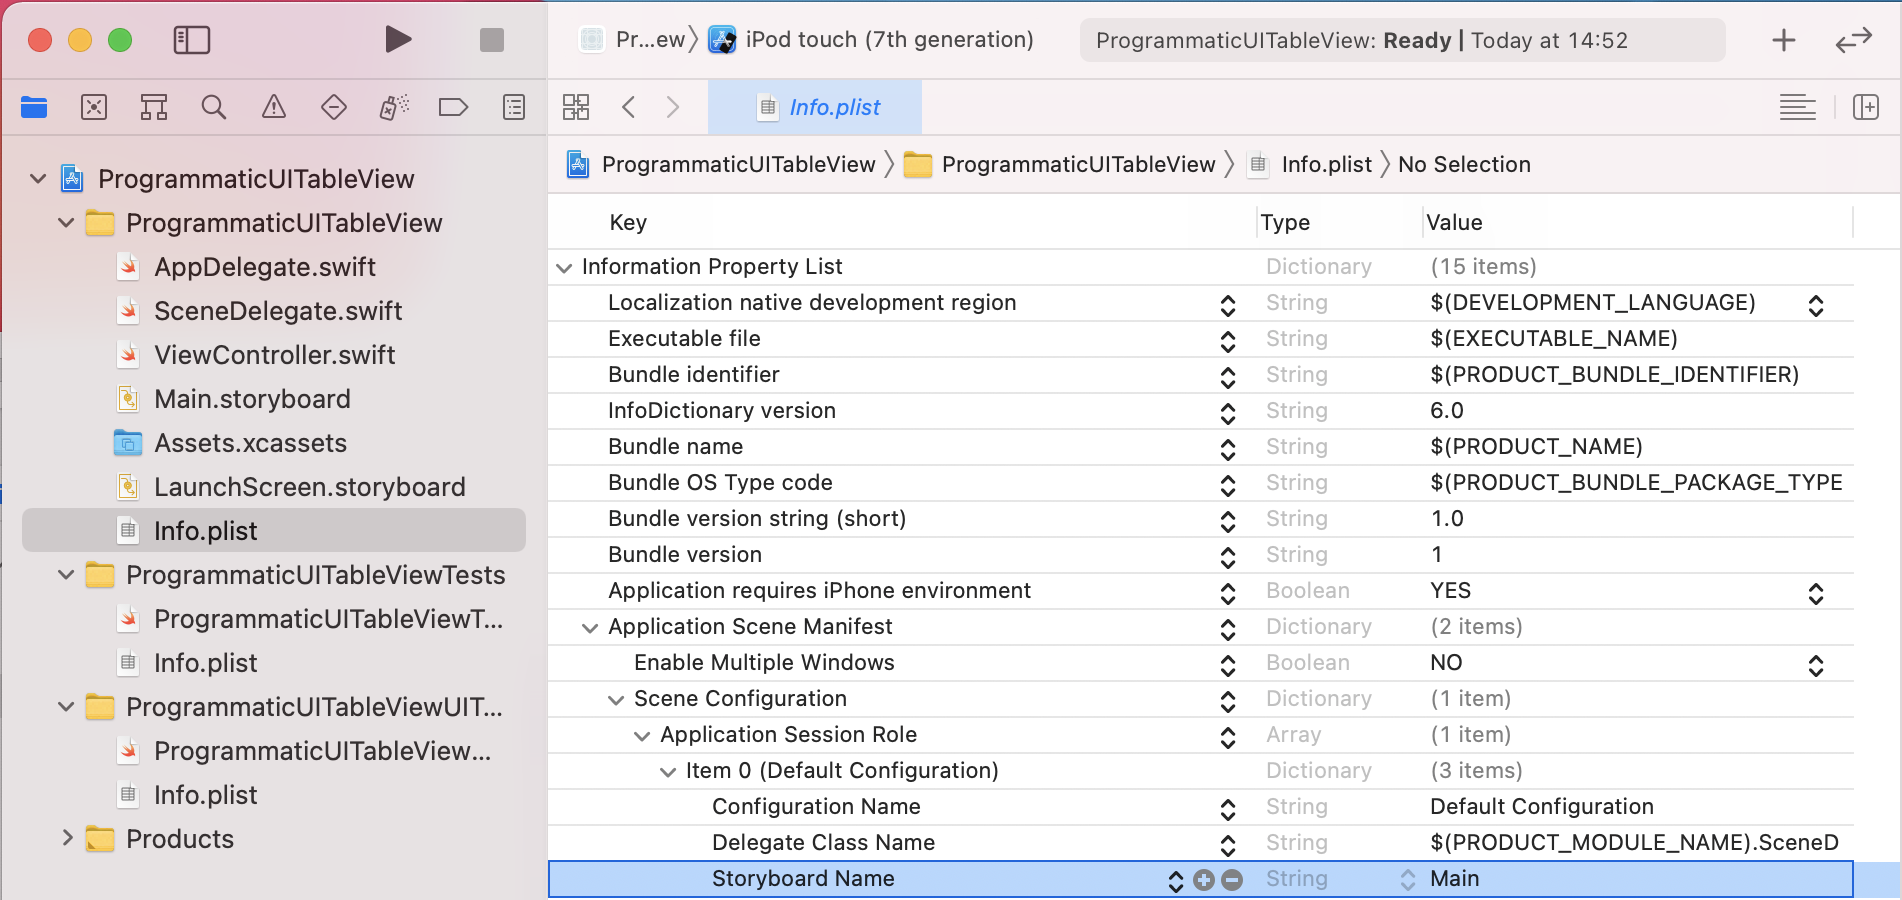 Pr...ew iPod touch (7th generation) ProgrammaticUITableView: Ready | Today at 14:52
Info.plist
ProgrammaticUITableView ProgrammaticUITableView Info.plist No Selection
ProgrammaticUITableView
ProgrammaticUITableView
AppDelegate.swift
SceneDelegate.swift
ViewController.swift
Main.storyboard
Assets.xcassets
LaunchScreen.storyboard
Info.plist
ProgrammaticUITableViewTests
ProgrammaticUITableViewT...
Info.plist
ProgrammaticUITableViewUIT...
ProgrammaticUITableView...
Info.plist
Products
Key Type Value
Information Property List Dictionary (15 items)
Localization native development region String $(DEVELOPMENT_LANGUAGE)
Executable file String $(EXECUTABLE_NAME)
Bundle identifier String $(PRODUCT_BUNDLE_IDENTIFIER)
InfoDictionary version String 6.0
Bundle name String $(PRODUCT_NAME)
Bundle OS Type code String $(PRODUCT_BUNDLE_PACKAGE_TYPE
Bundle version string (short) String 1.0
Bundle version String 1
Application requires iPhone environment Boolean YES
Application Scene Manifest Dictionary (2 items)
Enable Multiple Windows Boolean NO
Scene Configuration Dictionary (1 item)
Application Session Role Array (1 item)
Item 0 (Default Configuration) Dictionary (3 items)
Configuration Name String Default Configuration
Delegate Class Name String $(PRODUCT_MODULE_NAME).SceneD
Storyboard Name String Main